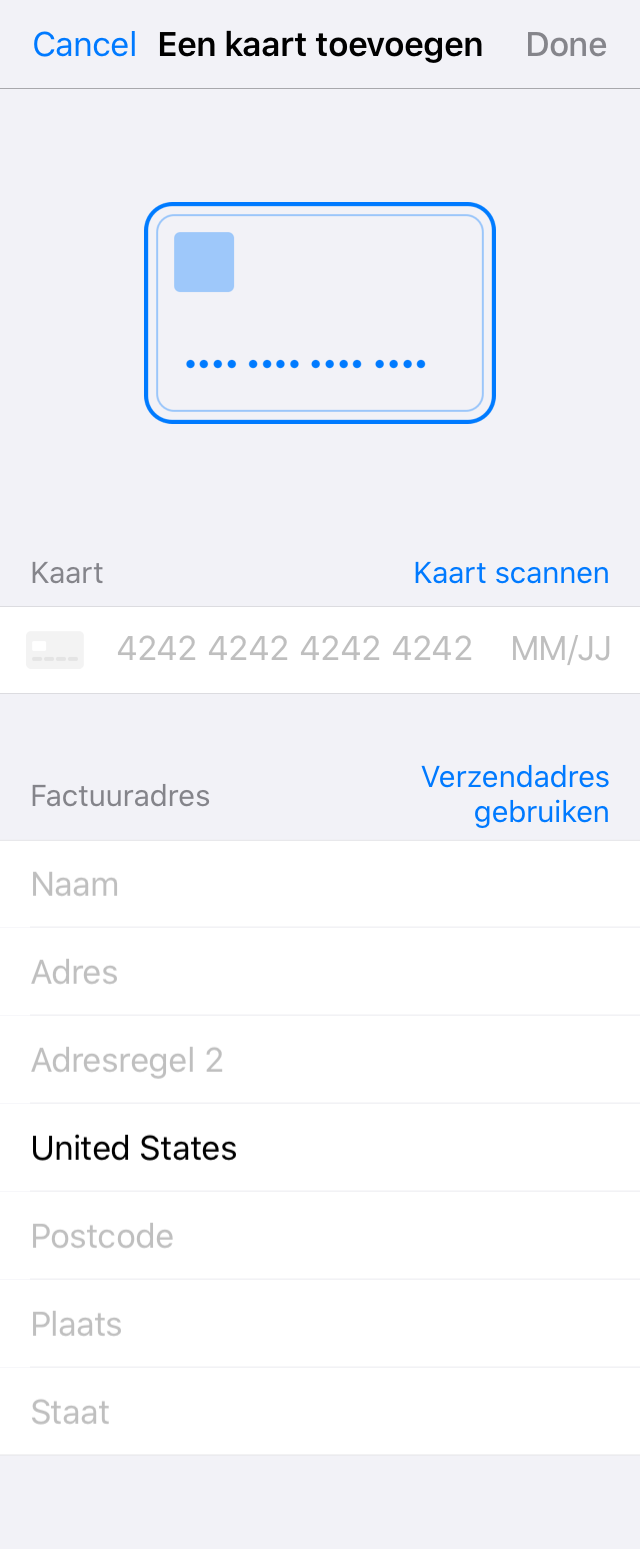 Cancel Een kaart toevoegen Done
•••• •••• •••• ••••
Kaart Kaart scannen
4242 4242 4242 4242 MM/JJ
Factuuradres Verzendadres
gebruiken
Naam
Adres
Adresregel 2
United States
Postcode
Plaats
Staat